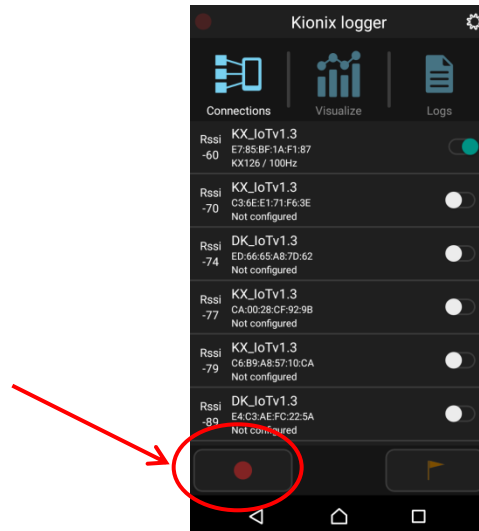 Kionix logger
Connections
Visualize
Logs
Rssi
-60
KX_IoTv1.3
E7:85:BF:1A:F1:87
KX126 / 100Hz
Rssi
-70
KX_IoTv1.3
C3:6E:E1:71:F6:3E
Not configured
Rssi
-74
DK_IoTv1.3
ED:66:65:A8:7D:62
Not configured
Rssi
-77
KX_IoTv1.3
CA:00:28:CF:92:9B
Not configured
Rssi
-79
KX_IoTv1.3
C6:B9:A8:57:10:CA
Not configured
Rssi
-89
DK_IoTv1.3
E4:C3:AE:FC:22:5A
Not configured